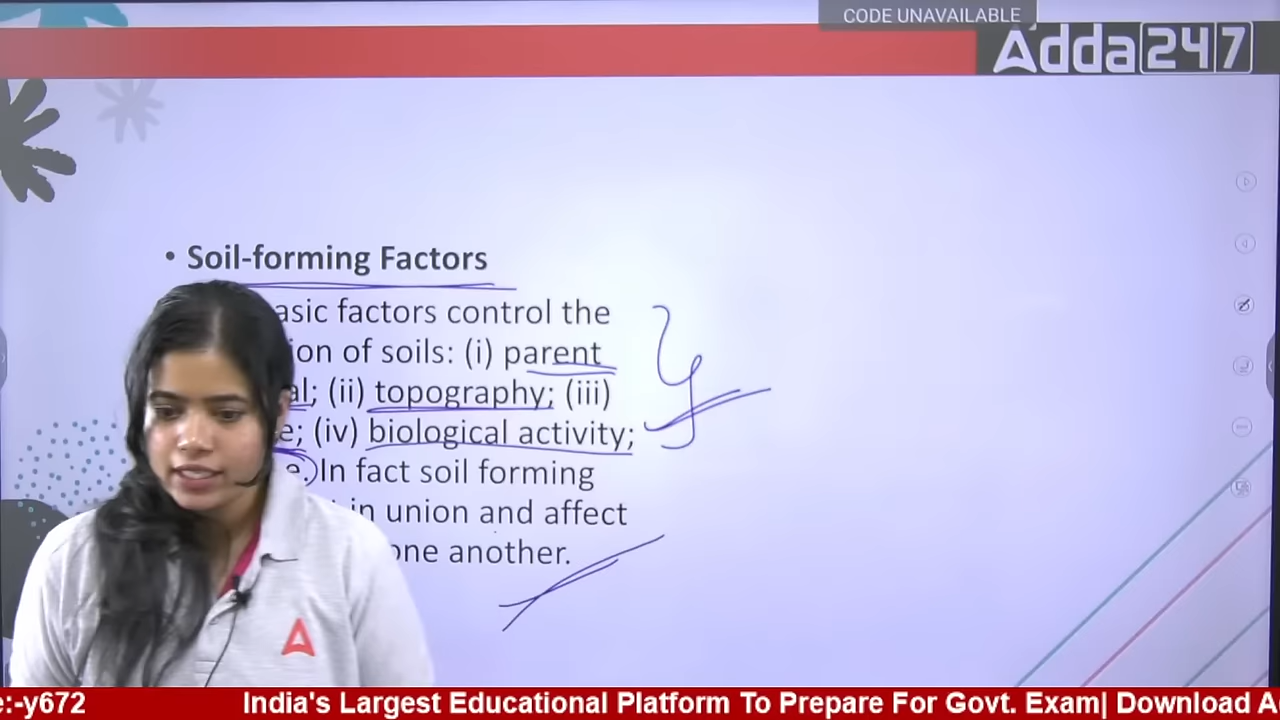 CODE UNAVAILABLE
Adda247
• Soil-forming Factors
asic factors control the
ion of soils: (i) parent
al; (ii) topography; (iii)
e; (iv) biological activity;
e. In fact soil forming
in union and affect
one another.
e:-y672 India's Largest Educational Platform To Prepare For Govt. Exam| Download A